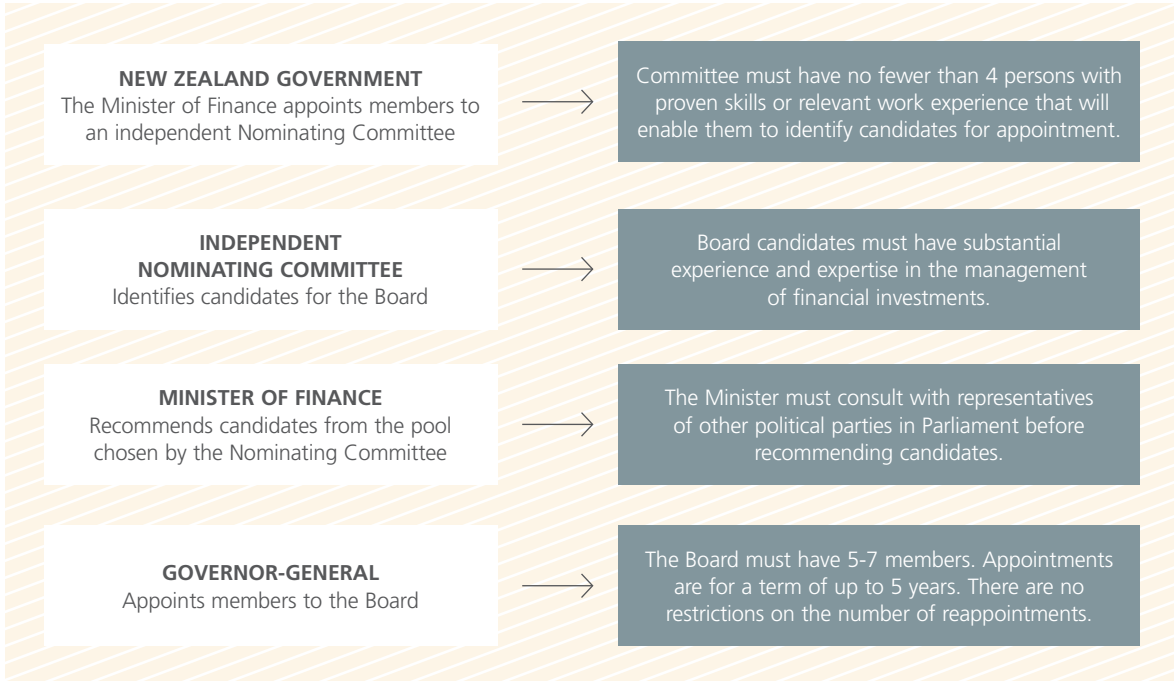 NEW ZEALAND GOVERNMENT
The Minister of Finance appoints members to
an independent Nominating Committee
Committee must have no fewer than 4 persons with
proven skills or relevant work experience that will
enable them to identify candidates for appointment.
INDEPENDENT
NOMINATING COMMITTEE
Identifies candidates for the Board
Board candidates must have substantial
experience and expertise in the management
of financial investments.
MINISTER OF FINANCE
Recommends candidates from the pool
chosen by the Nominating Committee
The Minister must consult with representatives
of other political parties in Parliament before
recommending candidates.
GOVERNOR-GENERAL
Appoints members to the Board
The Board must have 5-7 members. Appointments
are for a term of up to 5 years. There are no
restrictions on the number of reappointments.